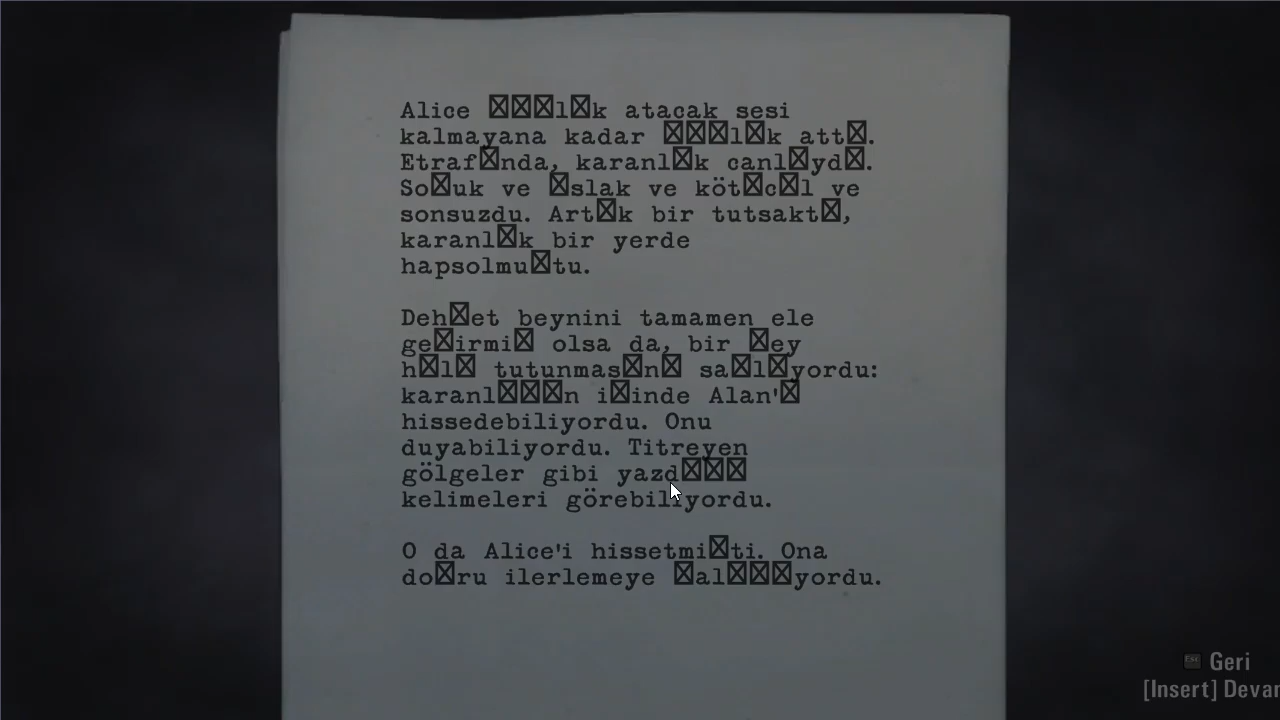 Alice ☒☒☒l☒k atacak sesi
kalmayana kadar ☒☒☒l☒k att☒.
Etraf☒nda, karanl☒k canl☒yd☒.
So☒uk ve ☒slak ve köt☒c☒l ve
sonsuzdu. Art☒k bir tutsakt☒,
karanl☒k bir yerde
hapsolmu☒tu.
Deh☒et beynini tamamen ele
ge☒irmi☒ olsa da, bir ☒ey
h☒l☒ tutunmas☒n☒ sa☒l☒yordu:
karanl☒☒☒n i☒inde Alan'☒
hissedebiliyordu. Onu
duyabiliyordu. Titreyen
gölgeler gibi yazd☒☒☒
kelimeleri görebiliyordu.
O da Alice'i hissetmi☒ti. Ona
do☒ru ilerlemeye ☒al☒☒☒yordu.
Esc Geri
[Insert] Devam